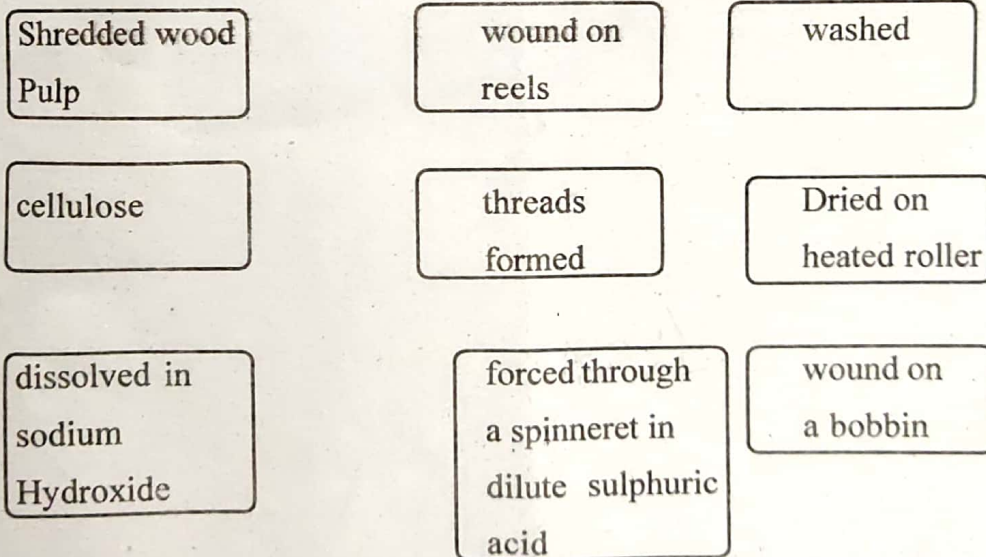 Shredded wood
Pulp
wound on
reels
washed
cellulose
threads
formed
Dried on
heated roller
dissolved in
sodium
Hydroxide
forced through
a spinneret in
dilute sulphuric
acid
wound on
a bobbin